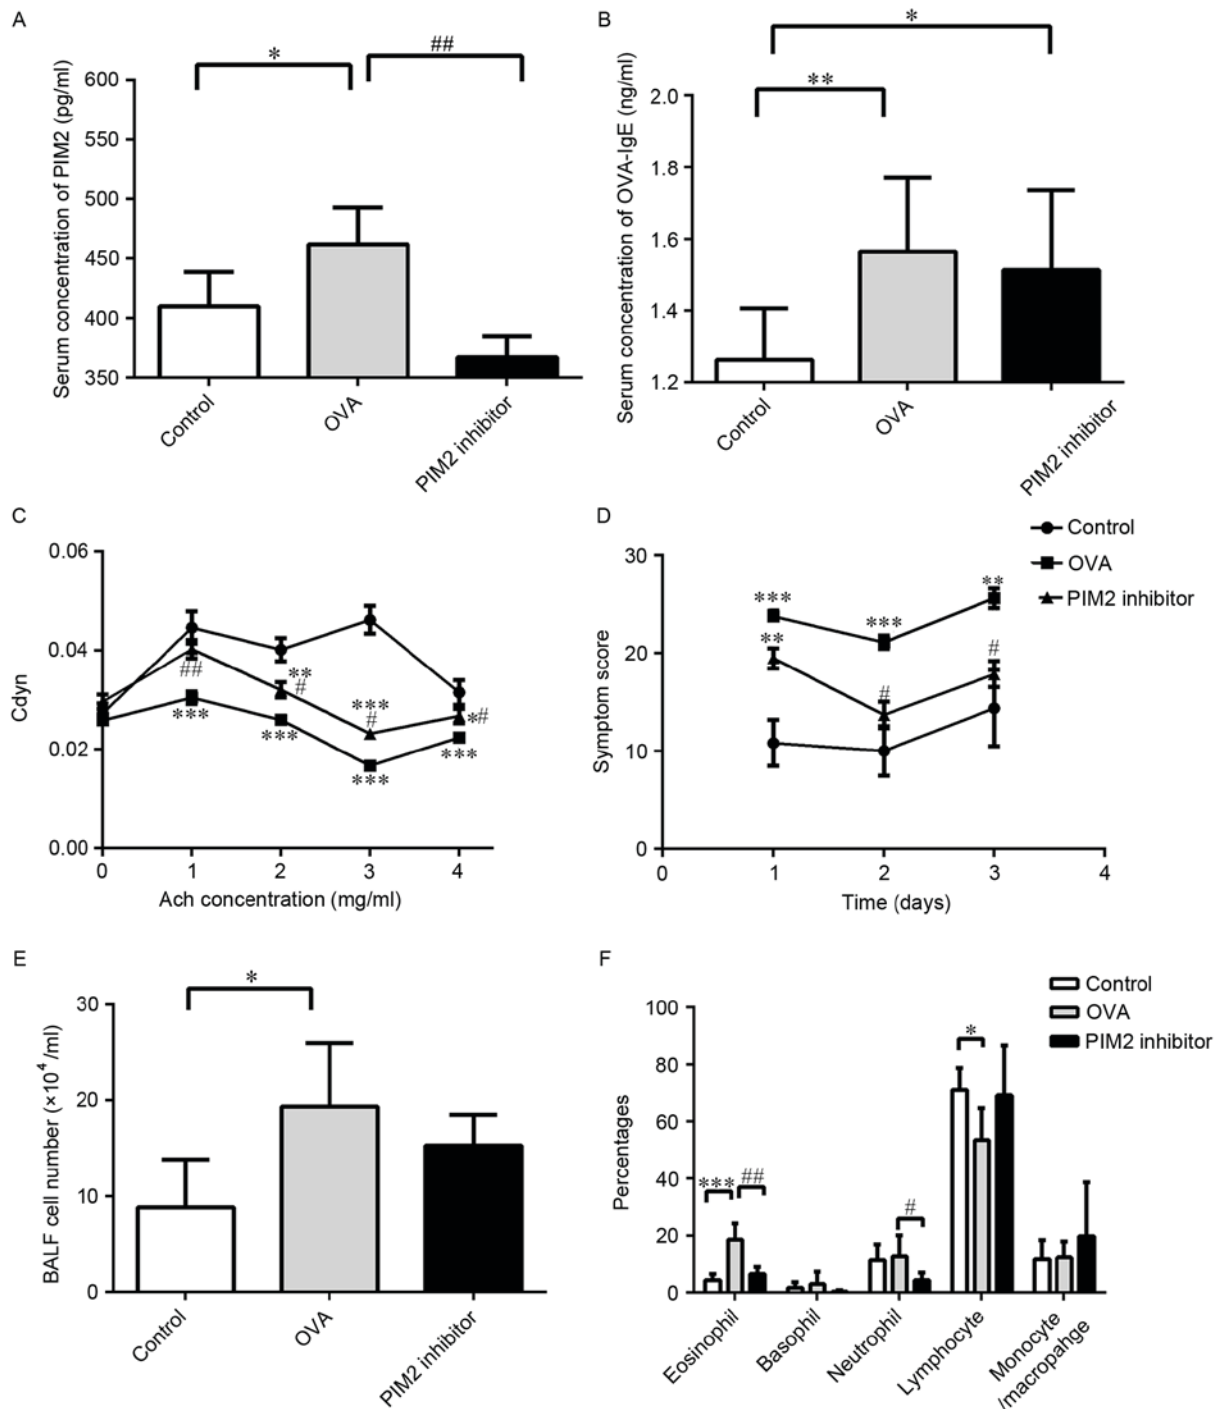 A
* ##
Serum concentration of PIM2 (pg/ml)
600
550
500
450
400
350
Control
OVA
PIM2 inhibitor
B
*
**
Serum concentration of OVA-IgE (ng/ml)
2.0
1.8
1.6
1.4
1.2
Control
OVA
PIM2 inhibitor
C
Cdyn
0.06
0.04
0.02
0.00
##
***
**
#
***
***
#
***
*#
***
0 1 2 3 4
Ach concentration (mg/ml)
D
Control
OVA
PIM2 inhibitor
Symptom score
30
20
10
0
***
**
***
#
**
#
0 1 2 3 4
Time (days)
E
*
BALF cell number (×10⁴/ml)
30
20
10
0
Control
OVA
PIM2 inhibitor
F
Control
OVA
PIM2 inhibitor
Percentages
100
80
60
40
20
0
*** ##
#
*
Eosinophil
Basophil
Neutrophil
Lymphocyte
Monocyte
/macropahge